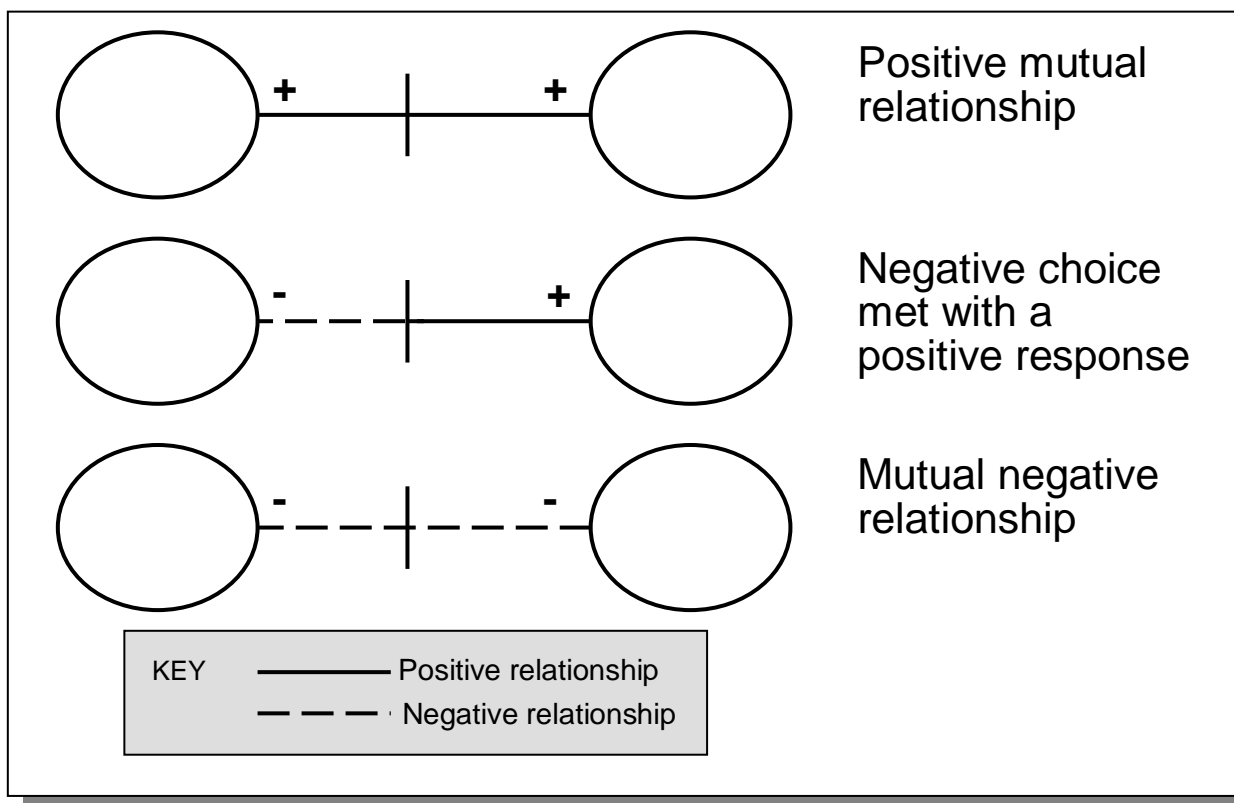 + + Positive mutual
relationship
- + Negative choice
met with a
positive response
- - Mutual negative
relationship
KEY Positive relationship
Negative relationship